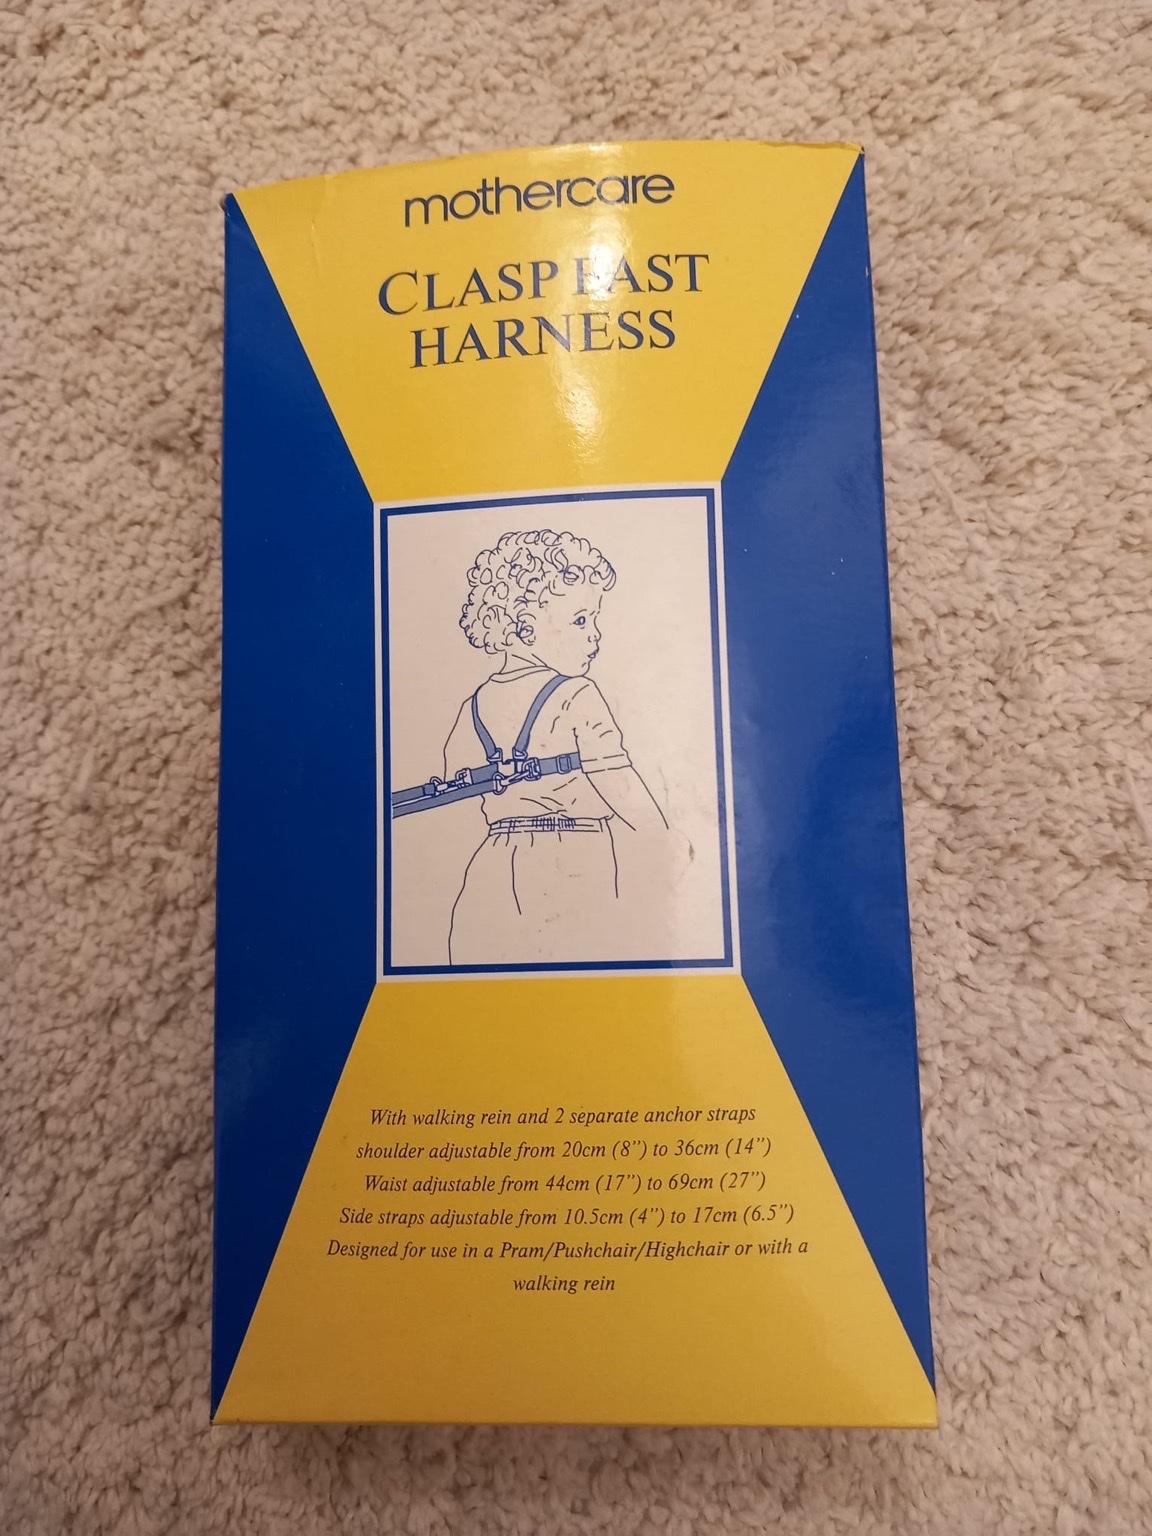 mothercare
CLASP FAST
HARNESS
With walking rein and 2 separate anchor straps
shoulder adjustable from 20cm (8”) to 36cm (14”)
Waist adjustable from 44cm (17”) to 69cm (27”)
Side straps adjustable from 10.5cm (4”) to 17cm (6.5”)
Designed for use in a Pram/Pushchair/Highchair or with a
walking rein